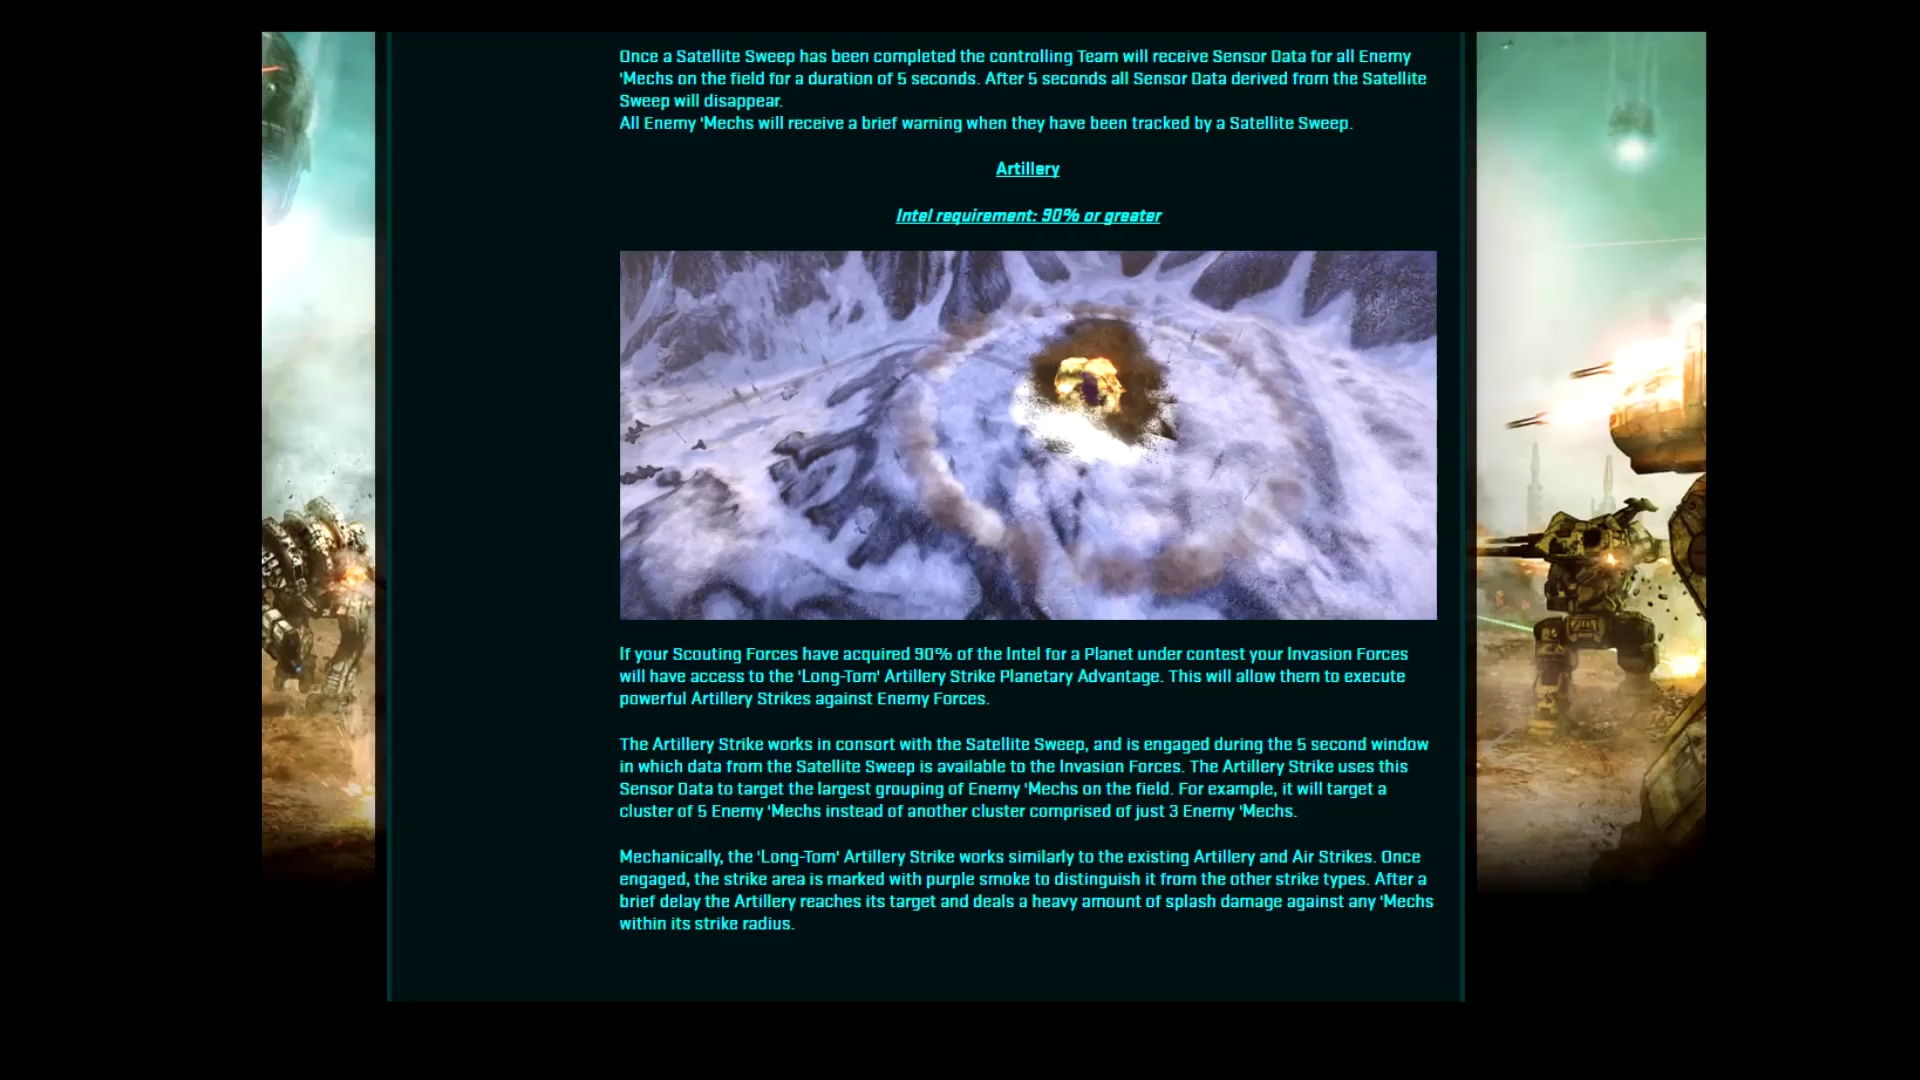 Once a Satellite Sweep has been completed the controlling Team will receive Sensor Data for all Enemy
'Mechs on the field for a duration of 5 seconds. After 5 seconds all Sensor Data derived from the Satellite
Sweep will disappear.
All Enemy 'Mechs will receive a brief warning when they have been tracked by a Satellite Sweep.
Artillery
Intel requirement: 90% or greater
If your Scouting Forces have acquired 90% of the Intel for a Planet under contest your Invasion Forces
will have access to the 'Long-Tom' Artillery Strike Planetary Advantage. This will allow them to execute
powerful Artillery Strikes against Enemy Forces.
The Artillery Strike works in consort with the Satellite Sweep, and is engaged during the 5 second window
in which data from the Satellite Sweep is available to the Invasion Forces. The Artillery Strike uses this
Sensor Data to target the largest grouping of Enemy 'Mechs on the field. For example, it will target a
cluster of 5 Enemy 'Mechs instead of another cluster comprised of just 3 Enemy 'Mechs.
Mechanically, the 'Long-Tom' Artillery Strike works similarly to the existing Artillery and Air Strikes. Once
engaged, the strike area is marked with purple smoke to distinguish it from the other strike types. After a
brief delay the Artillery reaches its target and deals a heavy amount of splash damage against any 'Mechs
within its strike radius.